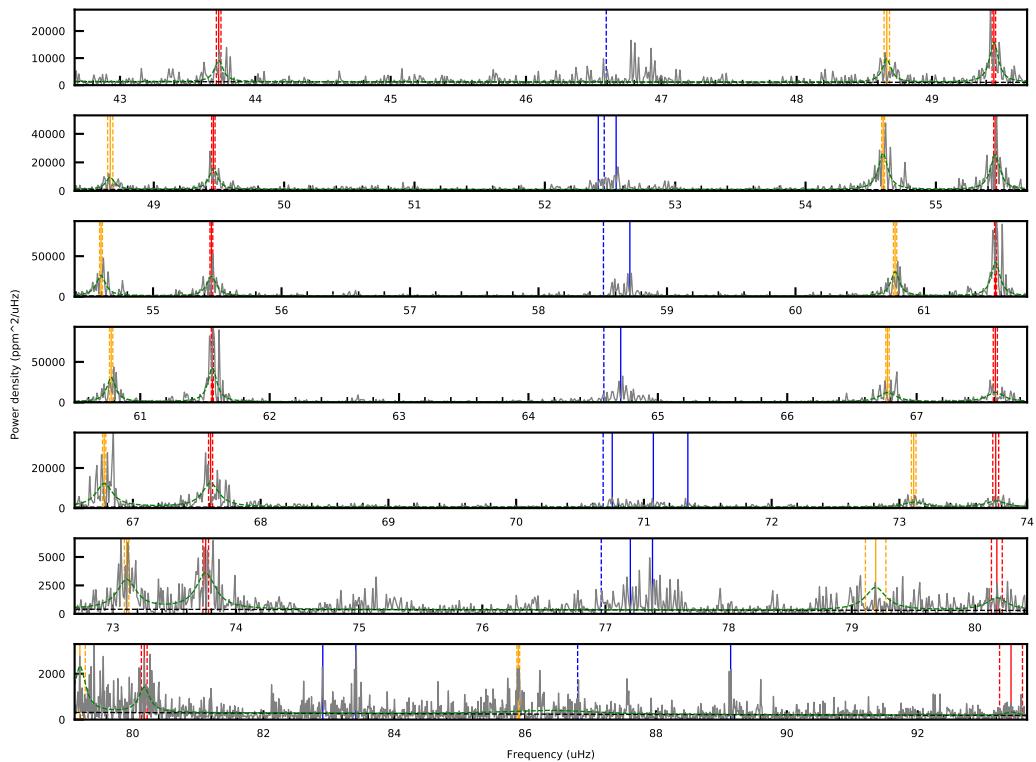 20000
10000
0
43 44 45 46 47 48 49
40000
20000
0
49 50 51 52 53 54 55
50000
0
55 56 57 58 59 60 61
Power density (ppm^2/uHz)
50000
0
61 62 63 64 65 66 67
20000
0
67 68 69 70 71 72 73 74
5000
2500
0
73 74 75 76 77 78 79 80
2000
0
80 82 84 86 88 90 92
Frequency (uHz)